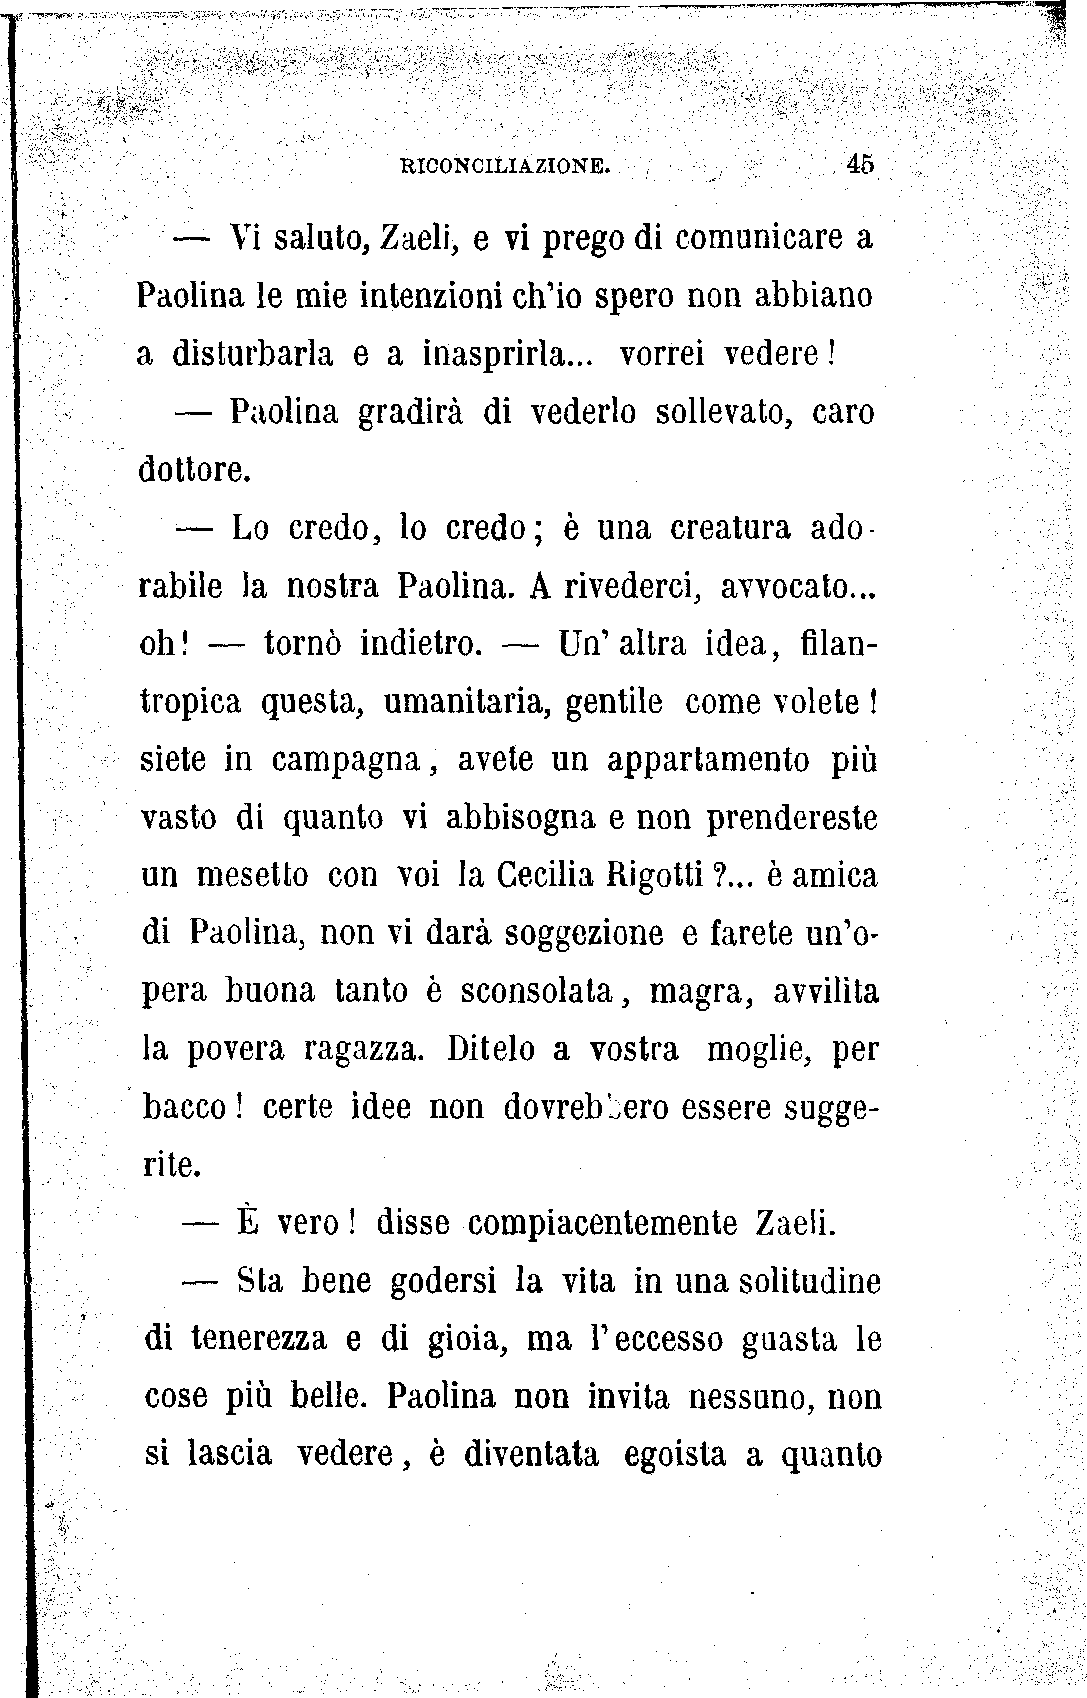 RICONCILIAZIONE. 45
— Vi saluto, Zaeli, e vi prego di comunicare a
Paolina le mie intenzioni ch'io spero non abbiano
a disturbarla e a inasprirla... vorrei vedere!
— Paolina gradirà di vederlo sollevato, caro
dottore.
— Lo credo, lo credo; è una creatura ado-
rabile la nostra Paolina. A rivederci, avvocato...
oh! — tornò indietro. — Un' altra idea, filan-
tropica questa, umanitaria, gentile come volete!
siete in campagna, avete un appartamento più
vasto di quanto vi abbisogna e non prendereste
un mesetto con voi la Cecilia Rigotti?... è amica
di Paolina, non vi darà soggezione e farete un'o-
pera buona tanto è sconsolata, magra, avvilita
la povera ragazza. Ditelo a vostra moglie, per
bacco! certe idee non dovrebbero essere sugge-
rite.
— È vero! disse compiacentemente Zaeli.
— Sta bene godersi la vita in una solitudine
di tenerezza e di gioia, ma l'eccesso guasta le
cose più belle. Paolina non invita nessuno, non
si lascia vedere, è diventata egoista a quanto